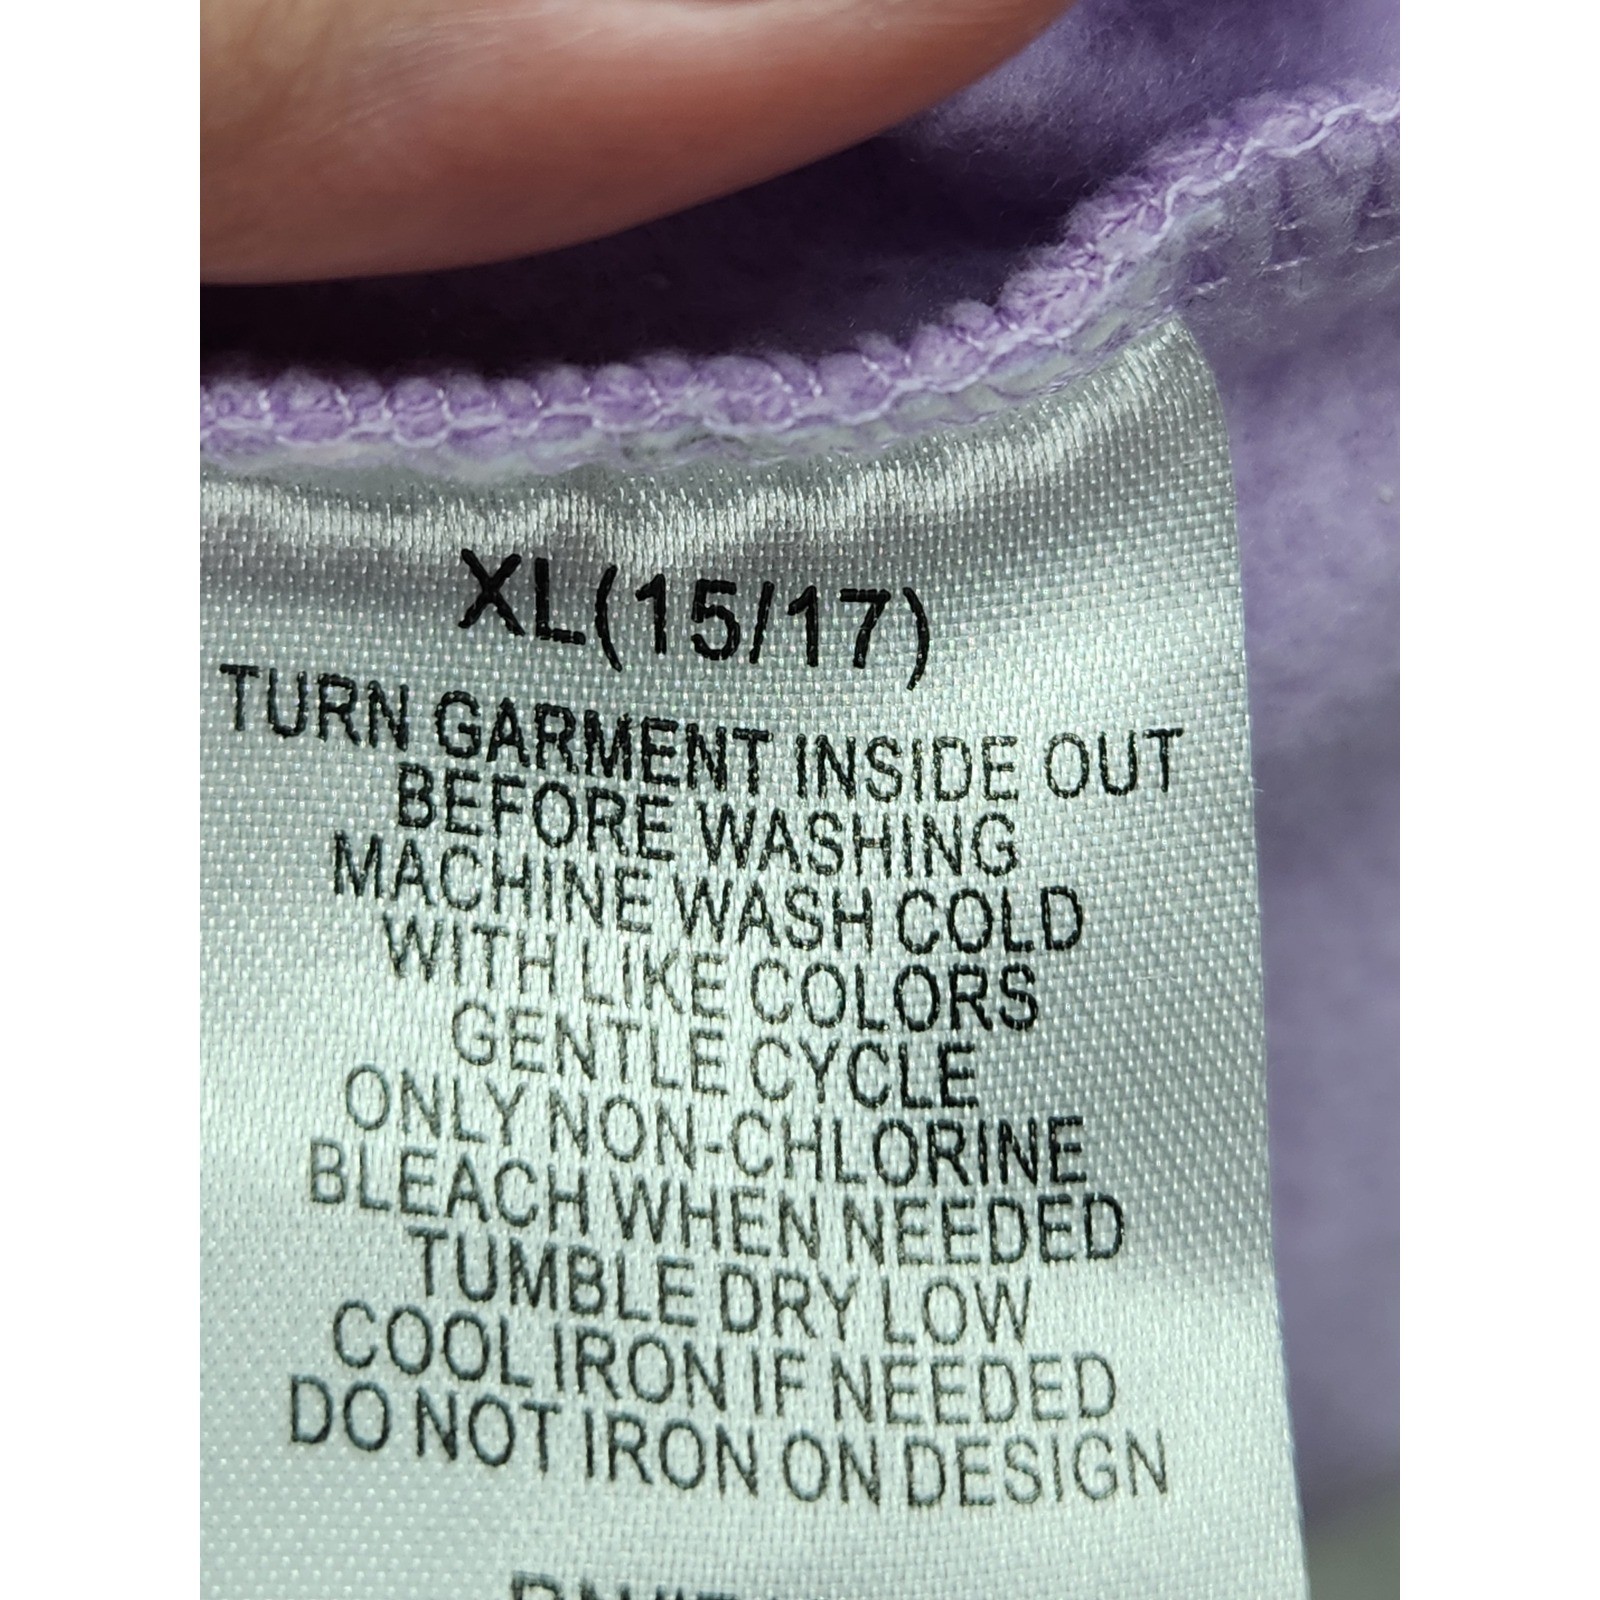 XL(15/17)
TURN GARMENT INSIDE OUT
BEFORE WASHING
MACHINE WASH COLD
WITH LIKE COLORS
GENTLE CYCLE
ONLY NON-CHLORINE
BLEACH WHEN NEEDED
TUMBLE DRY LOW
COOL IRON IF NEEDED
DO NOT IRON ON DESIGN